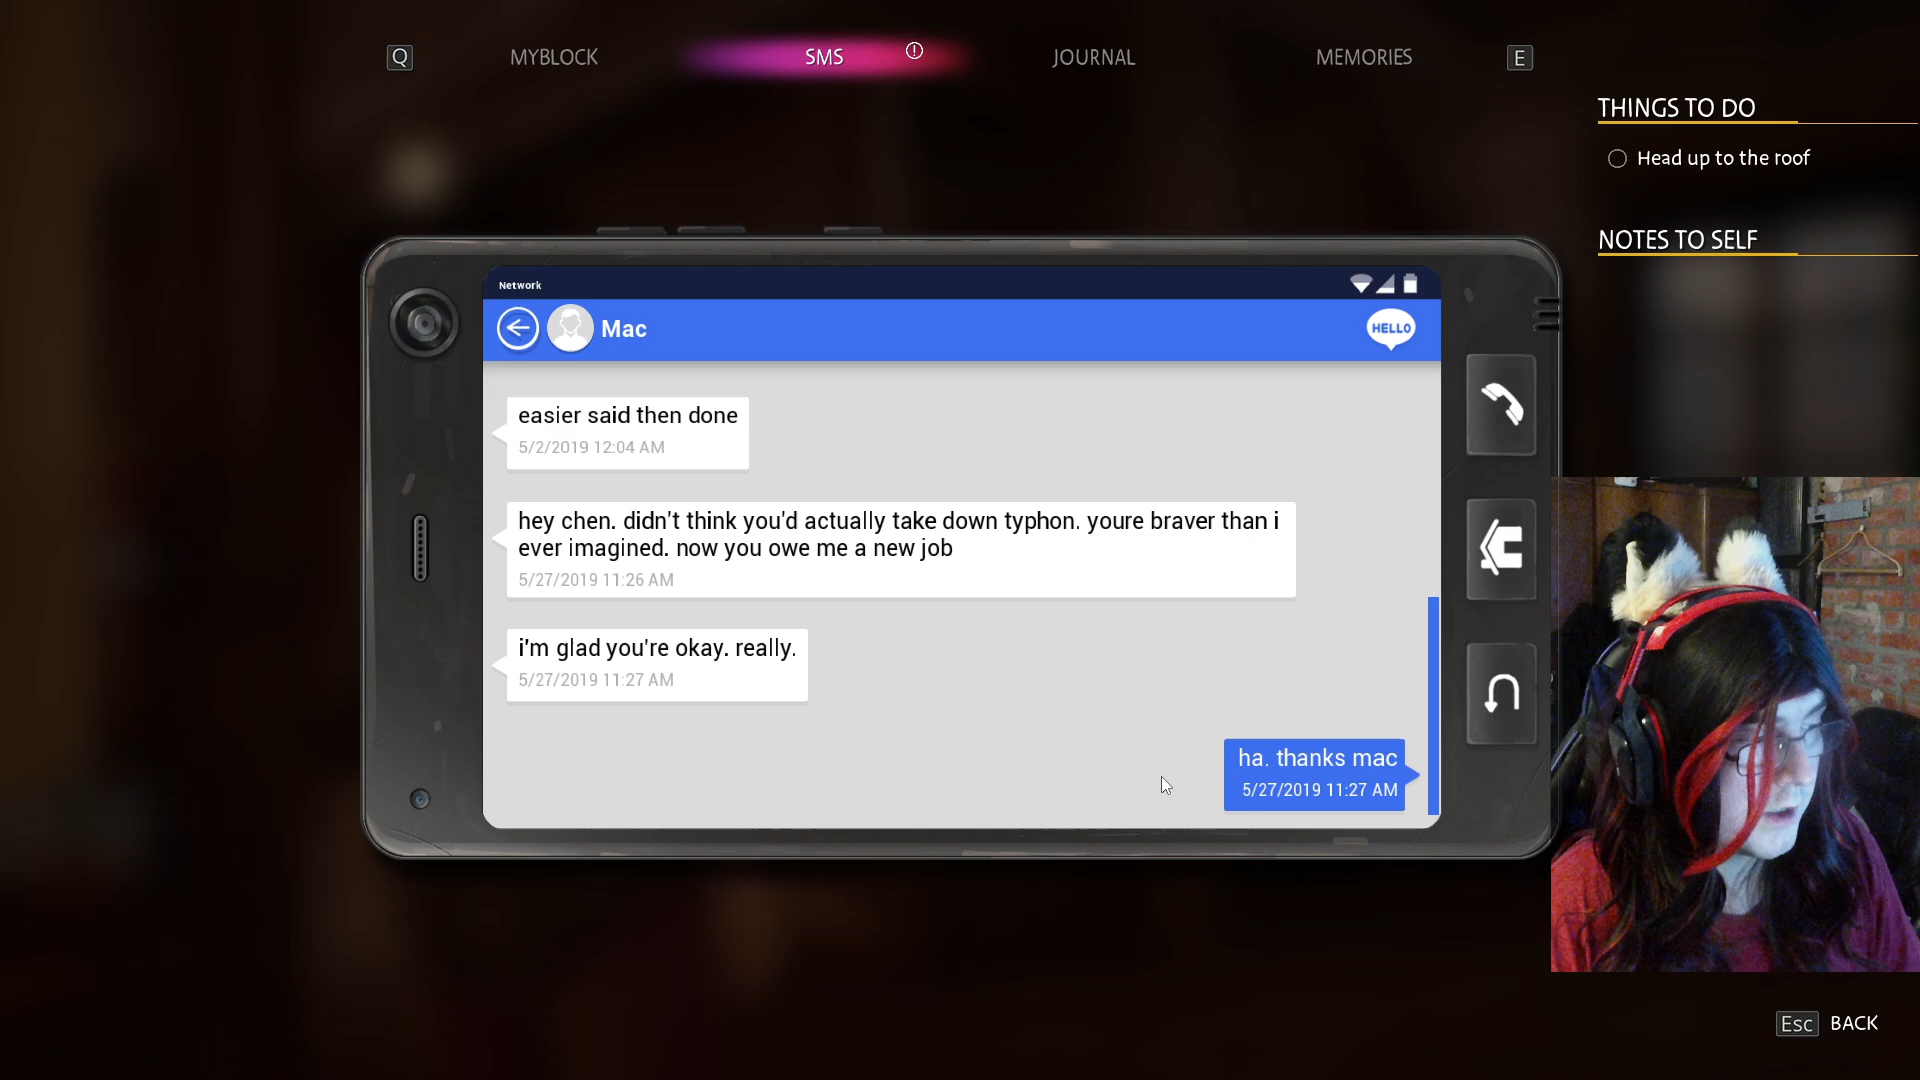 Q
MYBLOCK
SMS
JOURNAL
MEMORIES
E
THINGS TO DO
Head up to the roof
NOTES TO SELF
Network
Mac
HELLO
easier said then done
5/2/2019 12:04 AM
hey chen. didn't think you'd actually take down typhon. youre braver than i
ever imagined. now you owe me a new job
5/27/2019 11:26 AM
i'm glad you're okay. really.
5/27/2019 11:27 AM
ha. thanks mac
5/27/2019 11:27 AM
Esc BACK